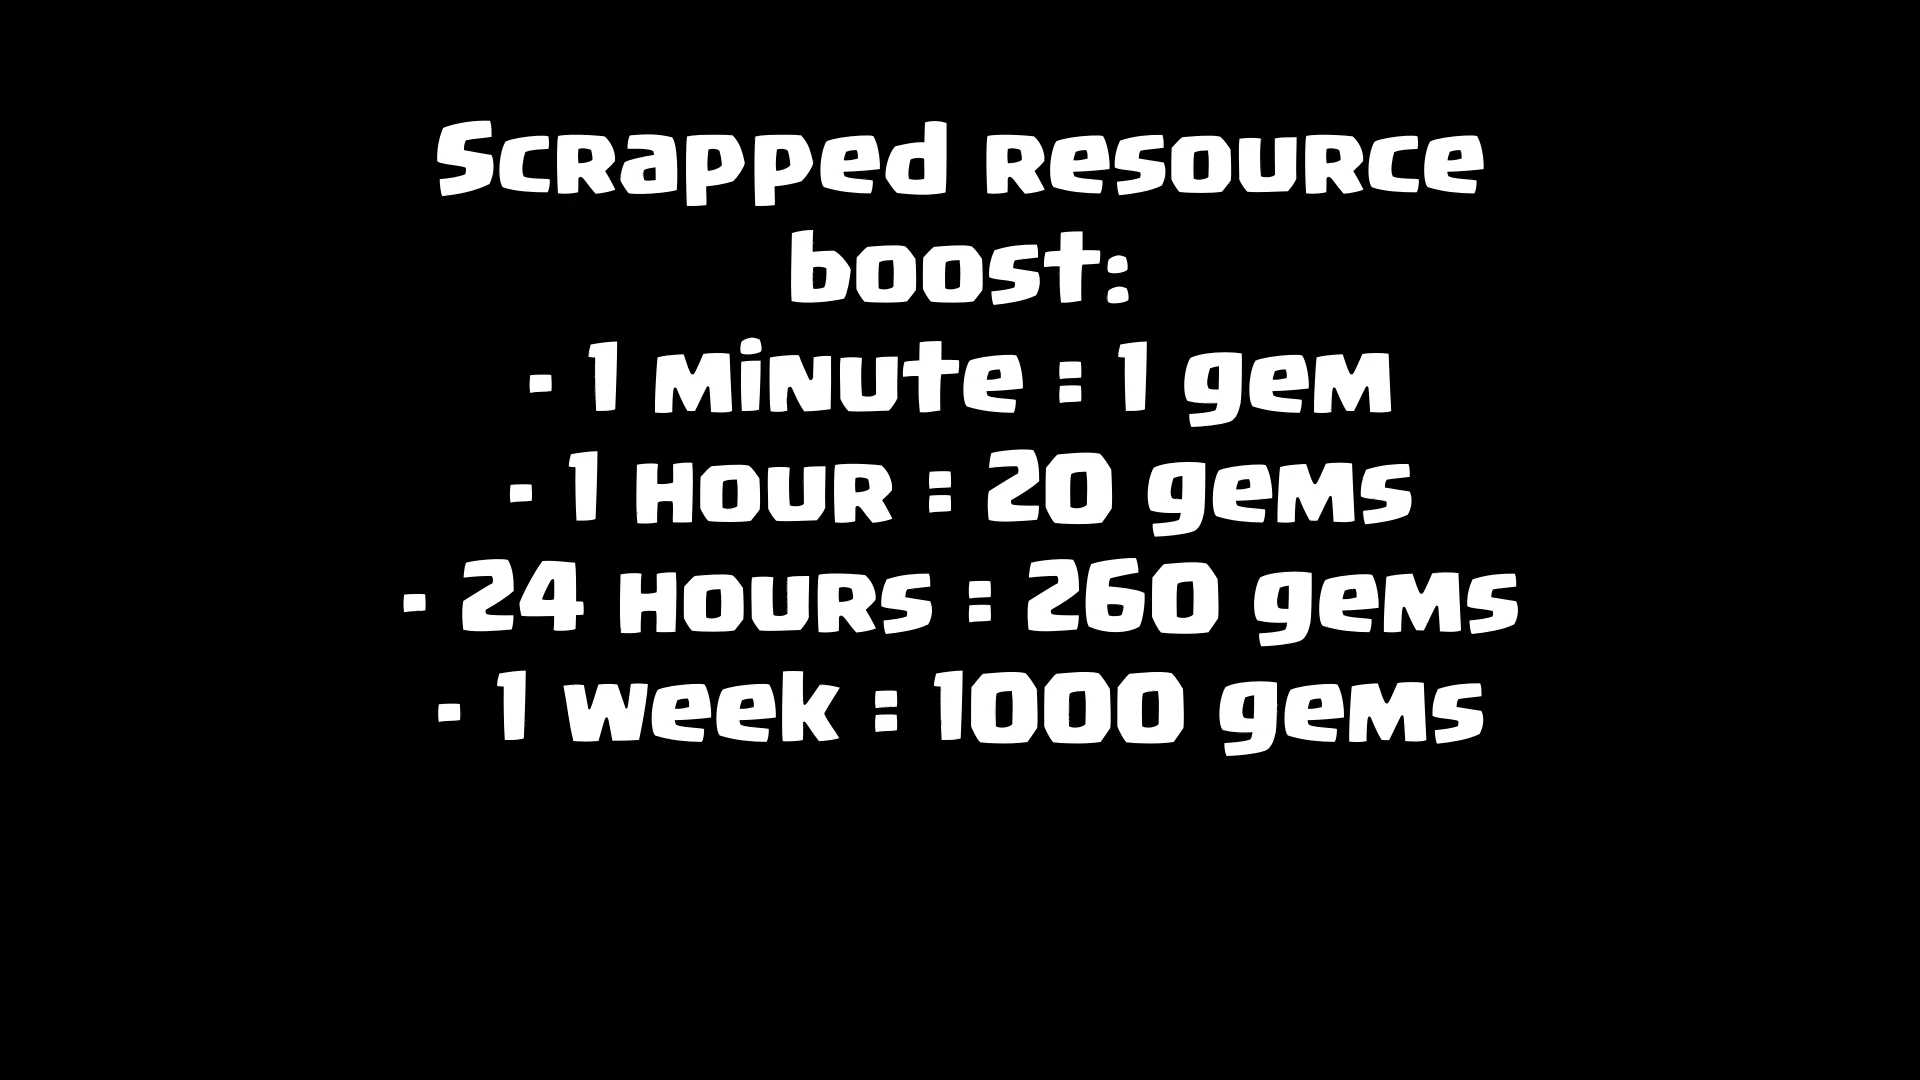 Scrapped resource
boost:
- 1 minute : 1 gem
- 1 hour : 20 gems
- 24 hours : 260 gems
- 1 week : 1000 gems